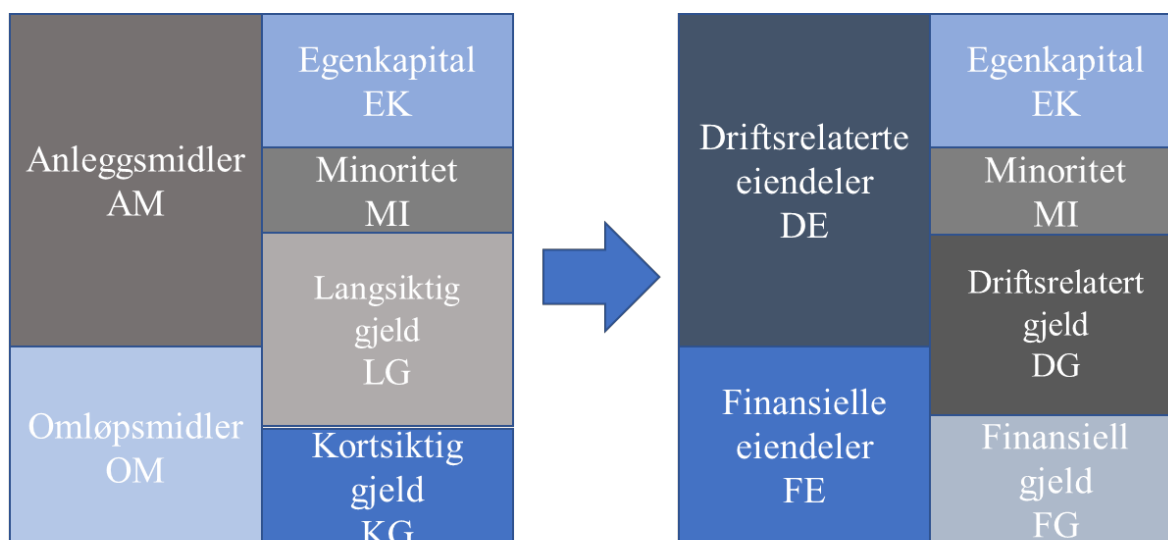 Anleggsmidler
AM
Omløpsmidler
OM
Egenkapital
EK
Minoritet
MI
Langsiktig
gjeld
LG
Kortsiktig
gjeld
KG
Driftsrelaterte
eiendeler
DE
Finansielle
eiendeler
FE
Egenkapital
EK
Minoritet
MI
Driftsrelatert
gjeld
DG
Finansiell
gjeld
FG